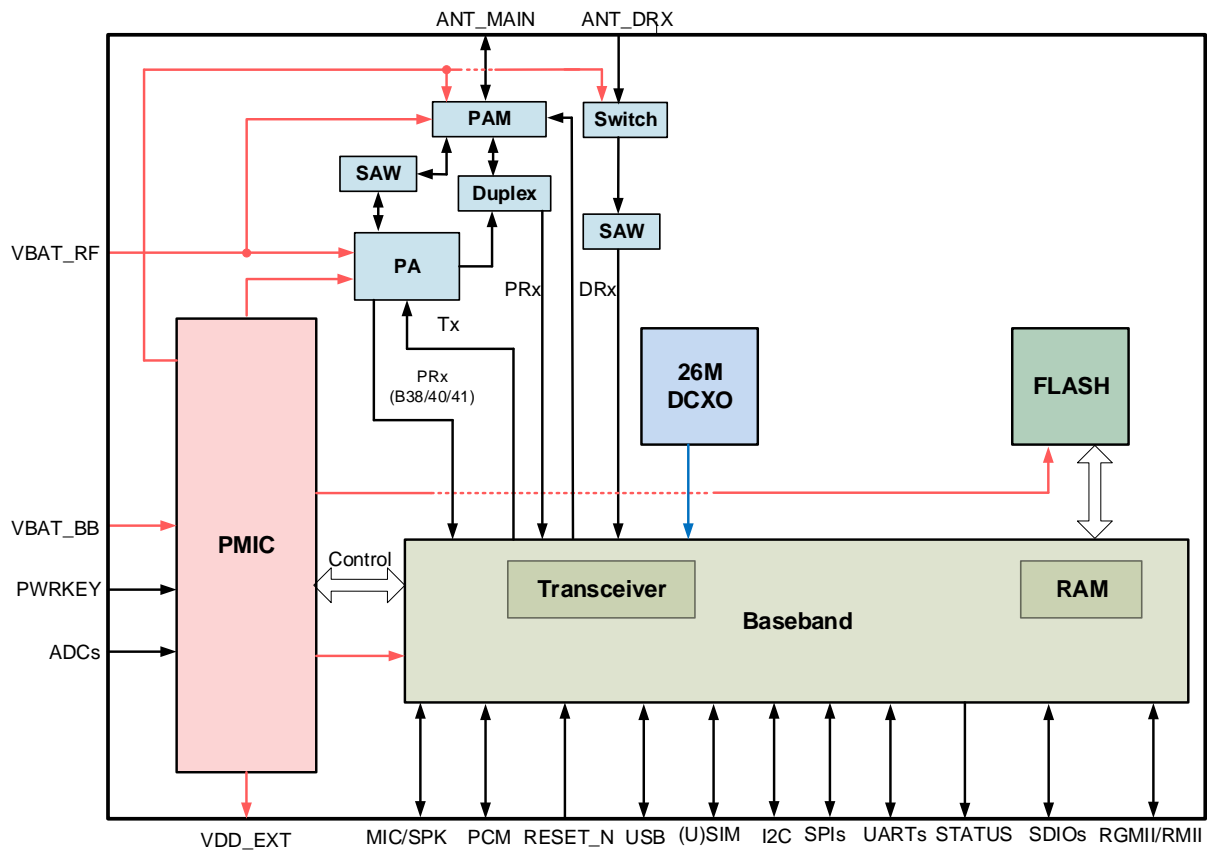 ANT_MAIN ANT_DRX
PAM
Switch
SAW
Duplex
SAW
VBAT_RF
PA
PRx DRx
Tx
PRx
(B38/40/41)
26M
DCXO
FLASH
VBAT_BB
PMIC
Control
PWRKEY
Transceiver
RAM
Baseband
ADCs
VDD_EXT MIC/SPK PCM RESET_N USB (U)SIM I2C SPIs UARTs STATUS SDIOs RGMII/RMII